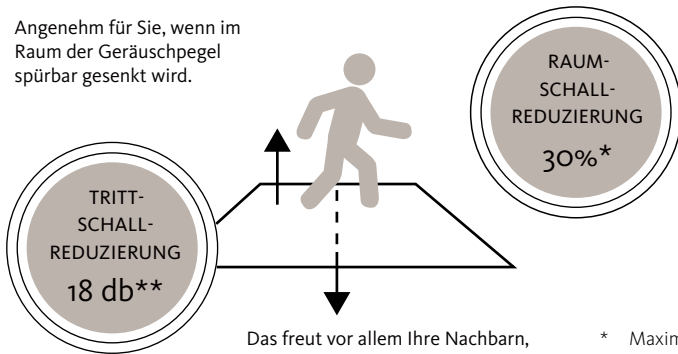 Angenehm für Sie, wenn im
Raum der Geräuschpegel
spürbar gesenkt wird.
RAUM-
SCHALL-
REDUZIERUNG
30%*
TRITT-
SCHALL-
REDUZIERUNG
18 db**
Das freut vor allem Ihre Nachbarn,
* Maxim